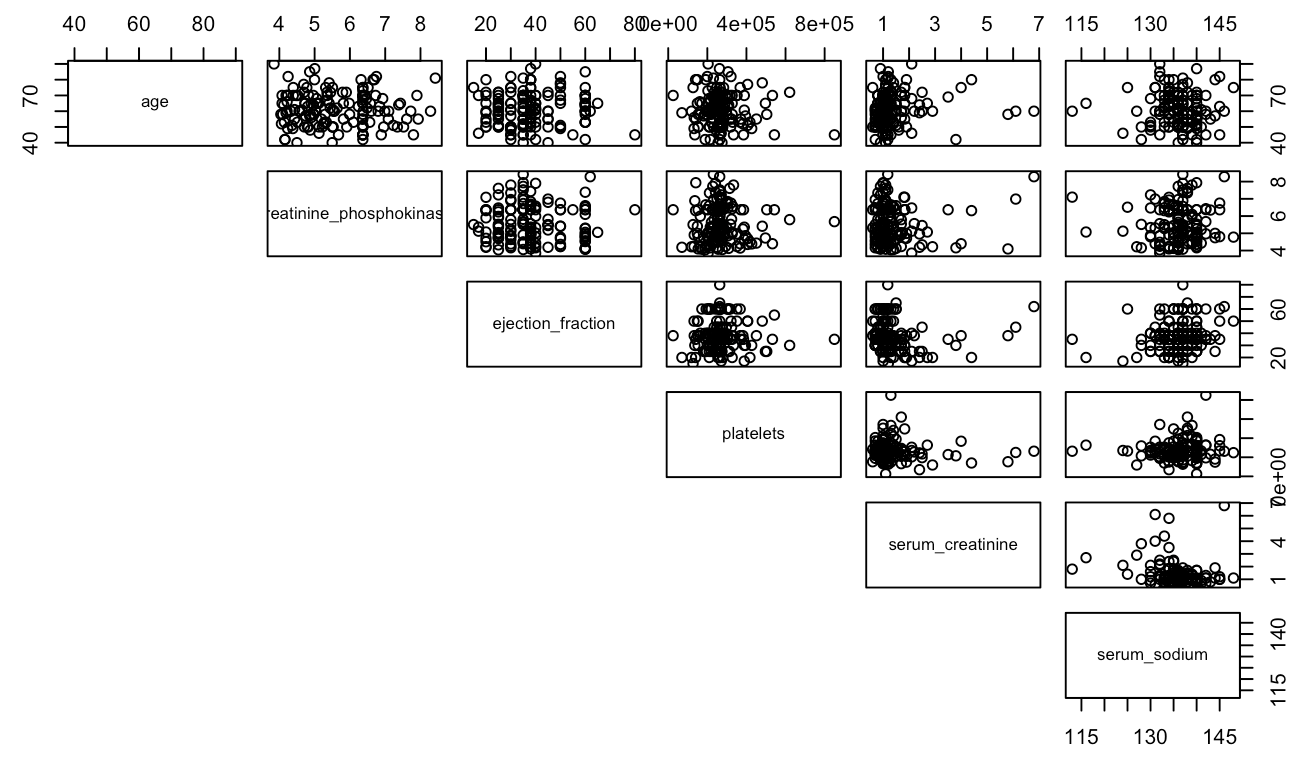 40 60 80 4 5 6 7 8 20 40 60 80 0e+00 4e+05 8e+05 1 3 5 7 115 130 145
40 70 age 40 70
reatinine_phosphokinas 4 6 8
ejection_fraction 20 60
platelets 0e+00
serum_creatinine 1 4 7
serum_sodium 115 140
115 130 145